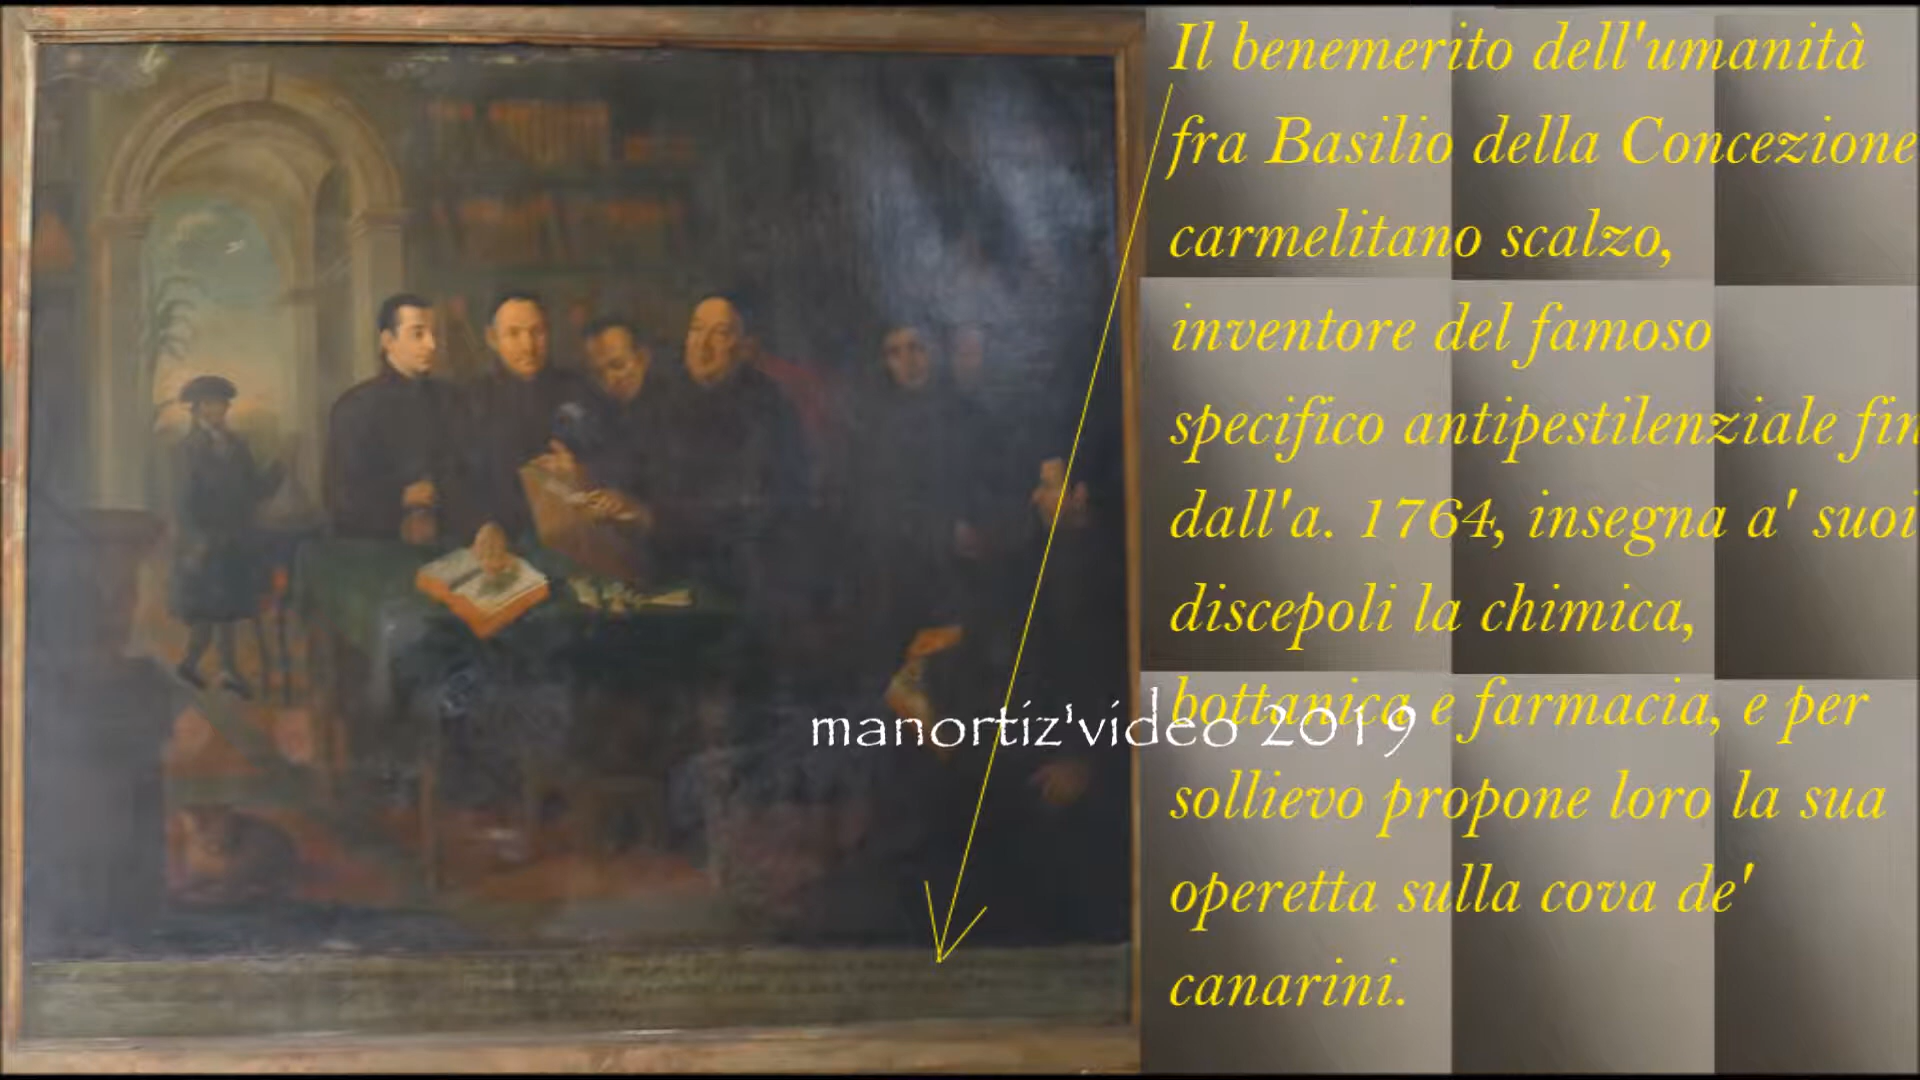 Il benemerito dell'umanità
fra Basilio della Concezione
carmelitano scalzo,
inventore del famoso
specifico antipestilenziale fin
dall'a. 1764, insegna a' suoi
discepoli la chimica,
bottanica e farmacia, e per
manortiz'video 2019
sollievo propone loro la sua
operetta sulla cova de'
canarini.